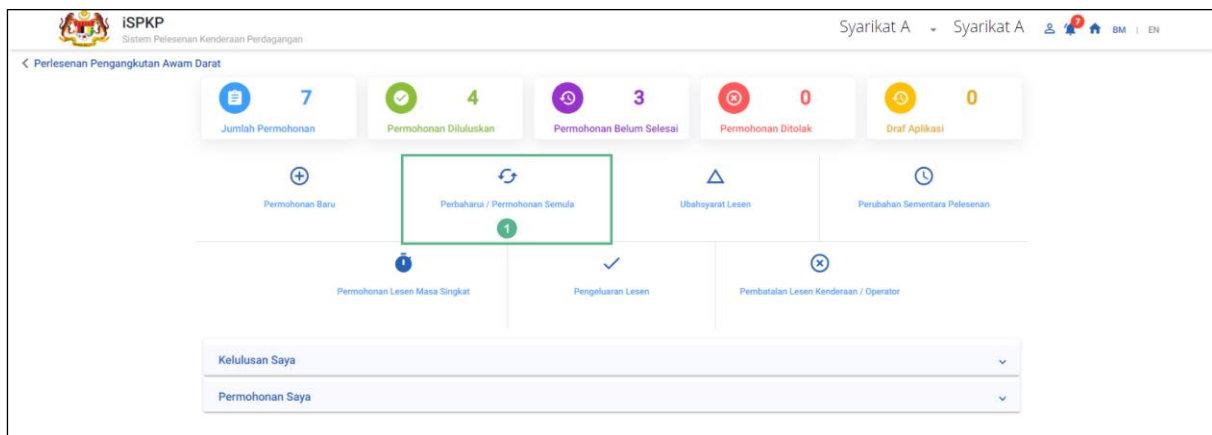 iSPKP
Sistem Pelesenan Kenderaan Perdagangan
Syarikat A Syarikat A 7 BM | EN
Perlesenan Pengangkutan Awam Darat
7 4 3 0 0
Jumlah Permohonan Permohonan Diluluskan Permohonan Belum Selesai Permohonan Ditolak Draf Aplikasi
Permohonan Baru Perbaharui / Permohonan Semula Ubahsyarat Lesen Perubahan Sementara Pelesenan
1
Permohonan Lesen Masa Singkat Pengeluaran Lesen Pembatalan Lesen Kenderaan / Operator
Kelulusan Saya
Permohonan Saya